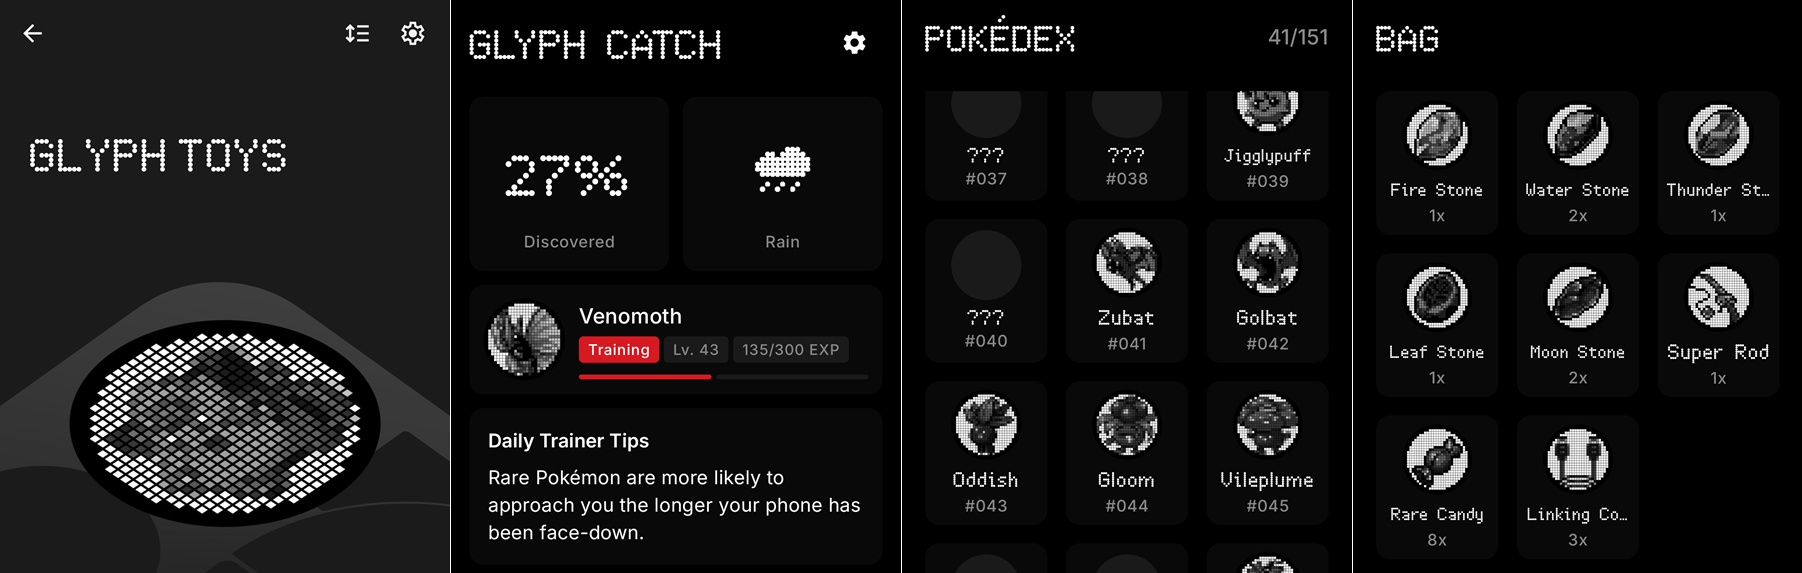 GLYPH TOYS
GLYPH CATCH
27%
Discovered
Rain
Venomoth
Training
Lv. 43
135/300 EXP
Daily Trainer Tips
Rare Pokémon are more likely to
approach you the longer your phone has
been face-down.
POKÉDEX
41/151
???
#037
???
#038
Jigglypuff
#039
???
#040
Zubat
#041
Golbat
#042
Oddish
#043
Gloom
#044
Vileplume
#045
BAG
Fire Stone
1x
Water Stone
2x
Thunder St…
1x
Leaf Stone
1x
Moon Stone
2x
Super Rod
1x
Rare Candy
8x
Linking Co…
3x